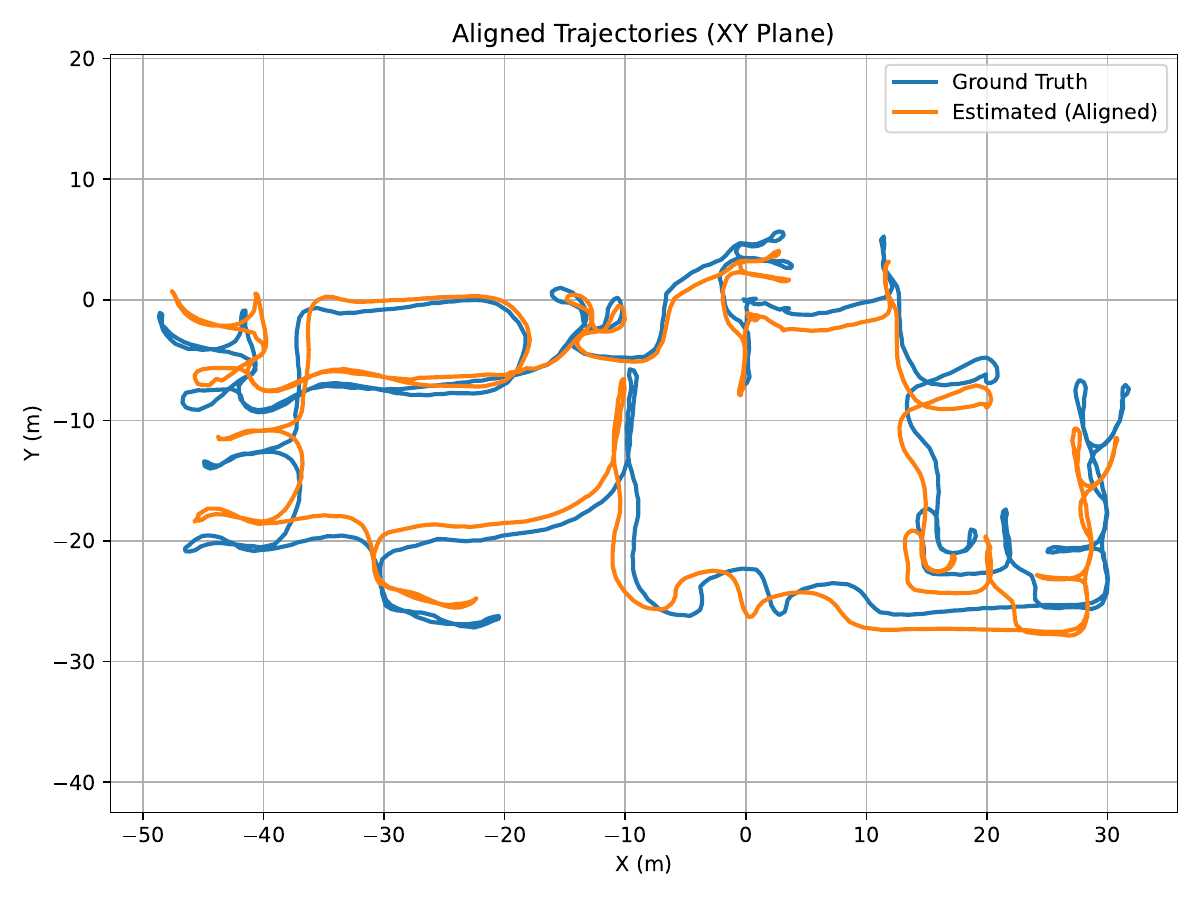 Aligned Trajectories (XY Plane)
Ground Truth
Estimated (Aligned)
20
10
0
−10
−20
−30
−40
Y (m)
−50 −40 −30 −20 −10 0 10 20 30
X (m)